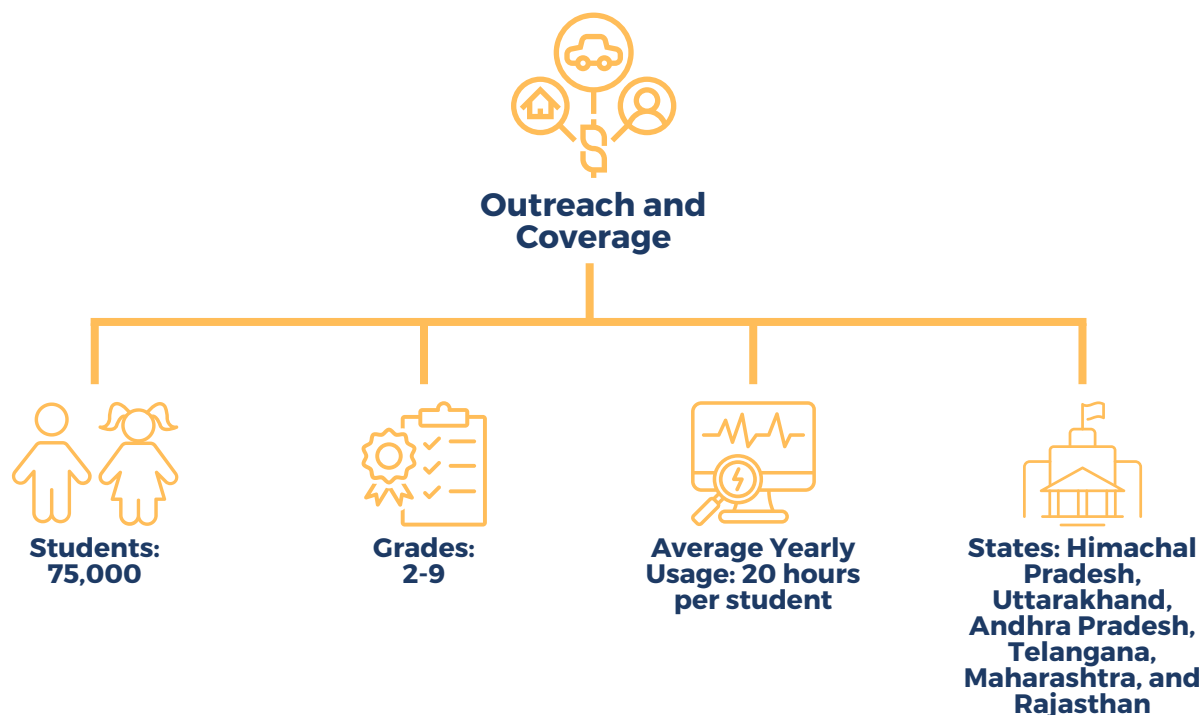 Outreach and
Coverage
Students:
75,000
Grades:
2-9
Average Yearly
Usage: 20 hours
per student
States: Himachal
Pradesh,
Uttarakhand,
Andhra Pradesh,
Telangana,
Maharashtra, and
Rajasthan